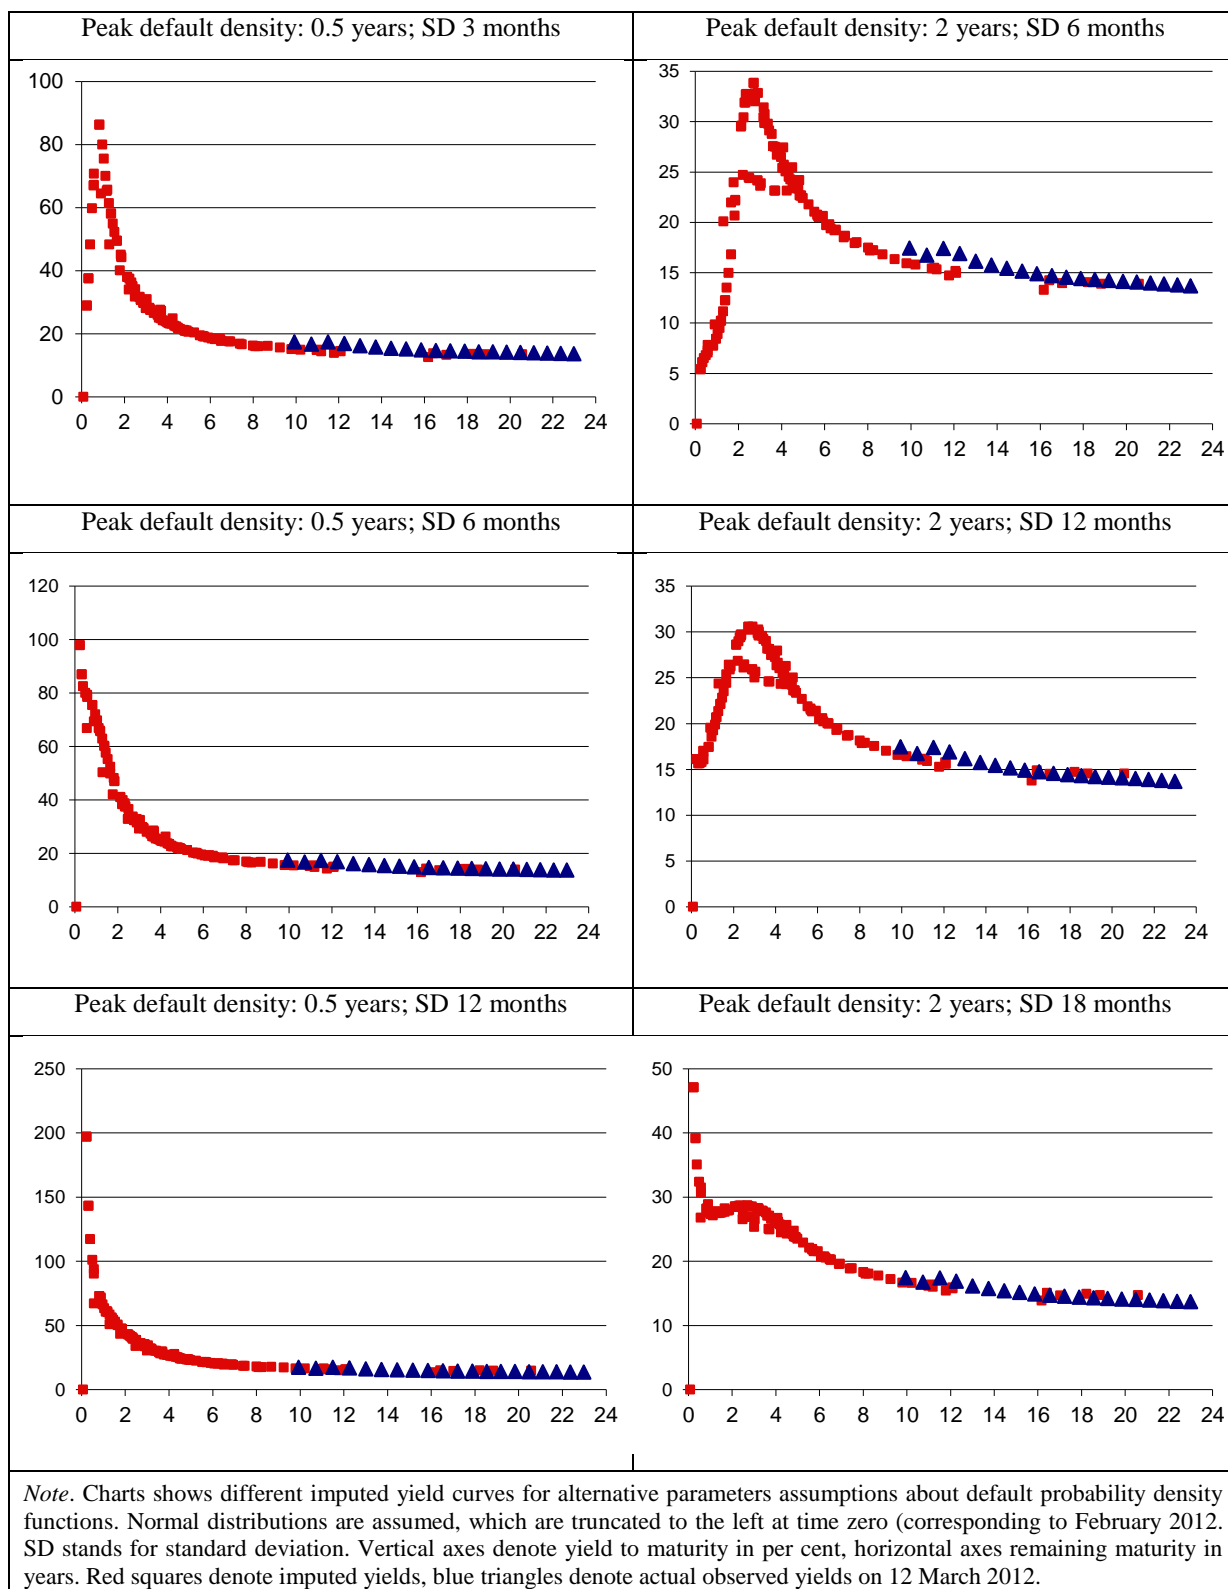 Peak default density: 0.5 years; SD 3 months
Peak default density: 2 years; SD 6 months
100
80
60
40
20
0
0 2 4 6 8 10 12 14 16 18 20 22 24
35
30
25
20
15
10
5
0
0 2 4 6 8 10 12 14 16 18 20 22 24
Peak default density: 0.5 years; SD 6 months
Peak default density: 2 years; SD 12 months
120
100
80
60
40
20
0
0 2 4 6 8 10 12 14 16 18 20 22 24
35
30
25
20
15
10
5
0
0 2 4 6 8 10 12 14 16 18 20 22 24
Peak default density: 0.5 years; SD 12 months
Peak default density: 2 years; SD 18 months
250
200
150
100
50
0
0 2 4 6 8 10 12 14 16 18 20 22 24
50
40
30
20
10
0
0 2 4 6 8 10 12 14 16 18 20 22 24
Note. Charts shows different imputed yield curves for alternative parameters assumptions about default probability density
functions. Normal distributions are assumed, which are truncated to the left at time zero (corresponding to February 2012.
SD stands for standard deviation. Vertical axes denote yield to maturity in per cent, horizontal axes remaining maturity in
years. Red squares denote imputed yields, blue triangles denote actual observed yields on 12 March 2012.